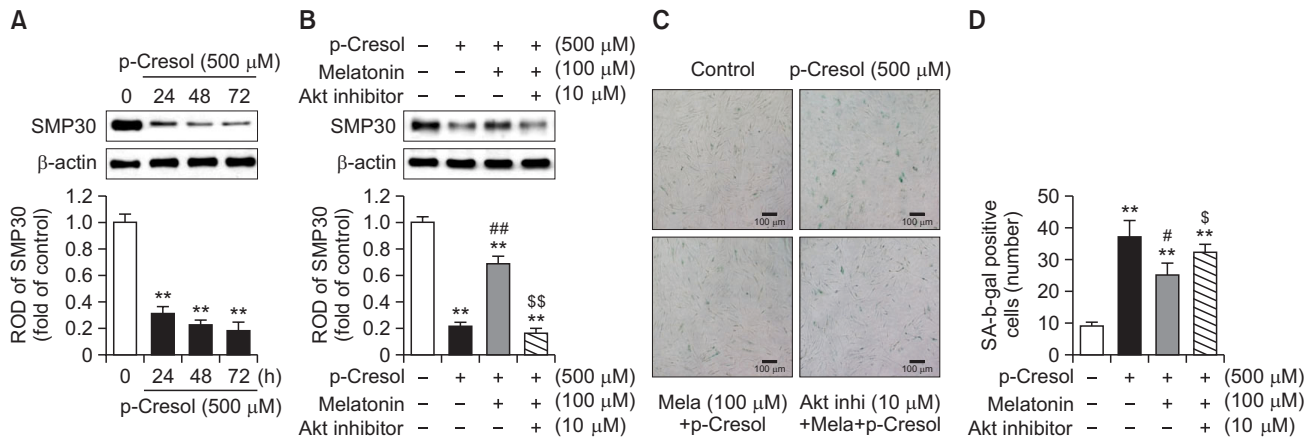 A
p-Cresol (500 µM)
0 24 48 72
SMP30
β-actin
ROD of SMP30
(fold of control)
1.2
1.0
0.8
0.6
0.4
0.2
0
** ** **
0 24 48 72 (h)
p-Cresol (500 µM)
B
p-Cresol – + + + (500 µM)
Melatonin – – + + (100 µM)
Akt inhibitor – – – + (10 µM)
SMP30
β-actin
ROD of SMP30
(fold of control)
1.2
1.0
0.8
0.6
0.4
0.2
0
**
##
**
$$
**
p-Cresol – + + + (500 µM)
Melatonin – – + + (100 µM)
Akt inhibitor – – – + (10 µM)
C
Control p-Cresol (500 µM)
100 µm 100 µm
100 µm 100 µm
Mela (100 µM) Akt inhi (10 µM)
+p-Cresol +Mela+p-Cresol
D
SA-b-gal positive
cells (number)
50
40
30
20
10
0
**
#
**
$
**
p-Cresol – + + + (500 µM)
Melatonin – – + + (100 µM)
Akt inhibitor – – – + (10 µM)